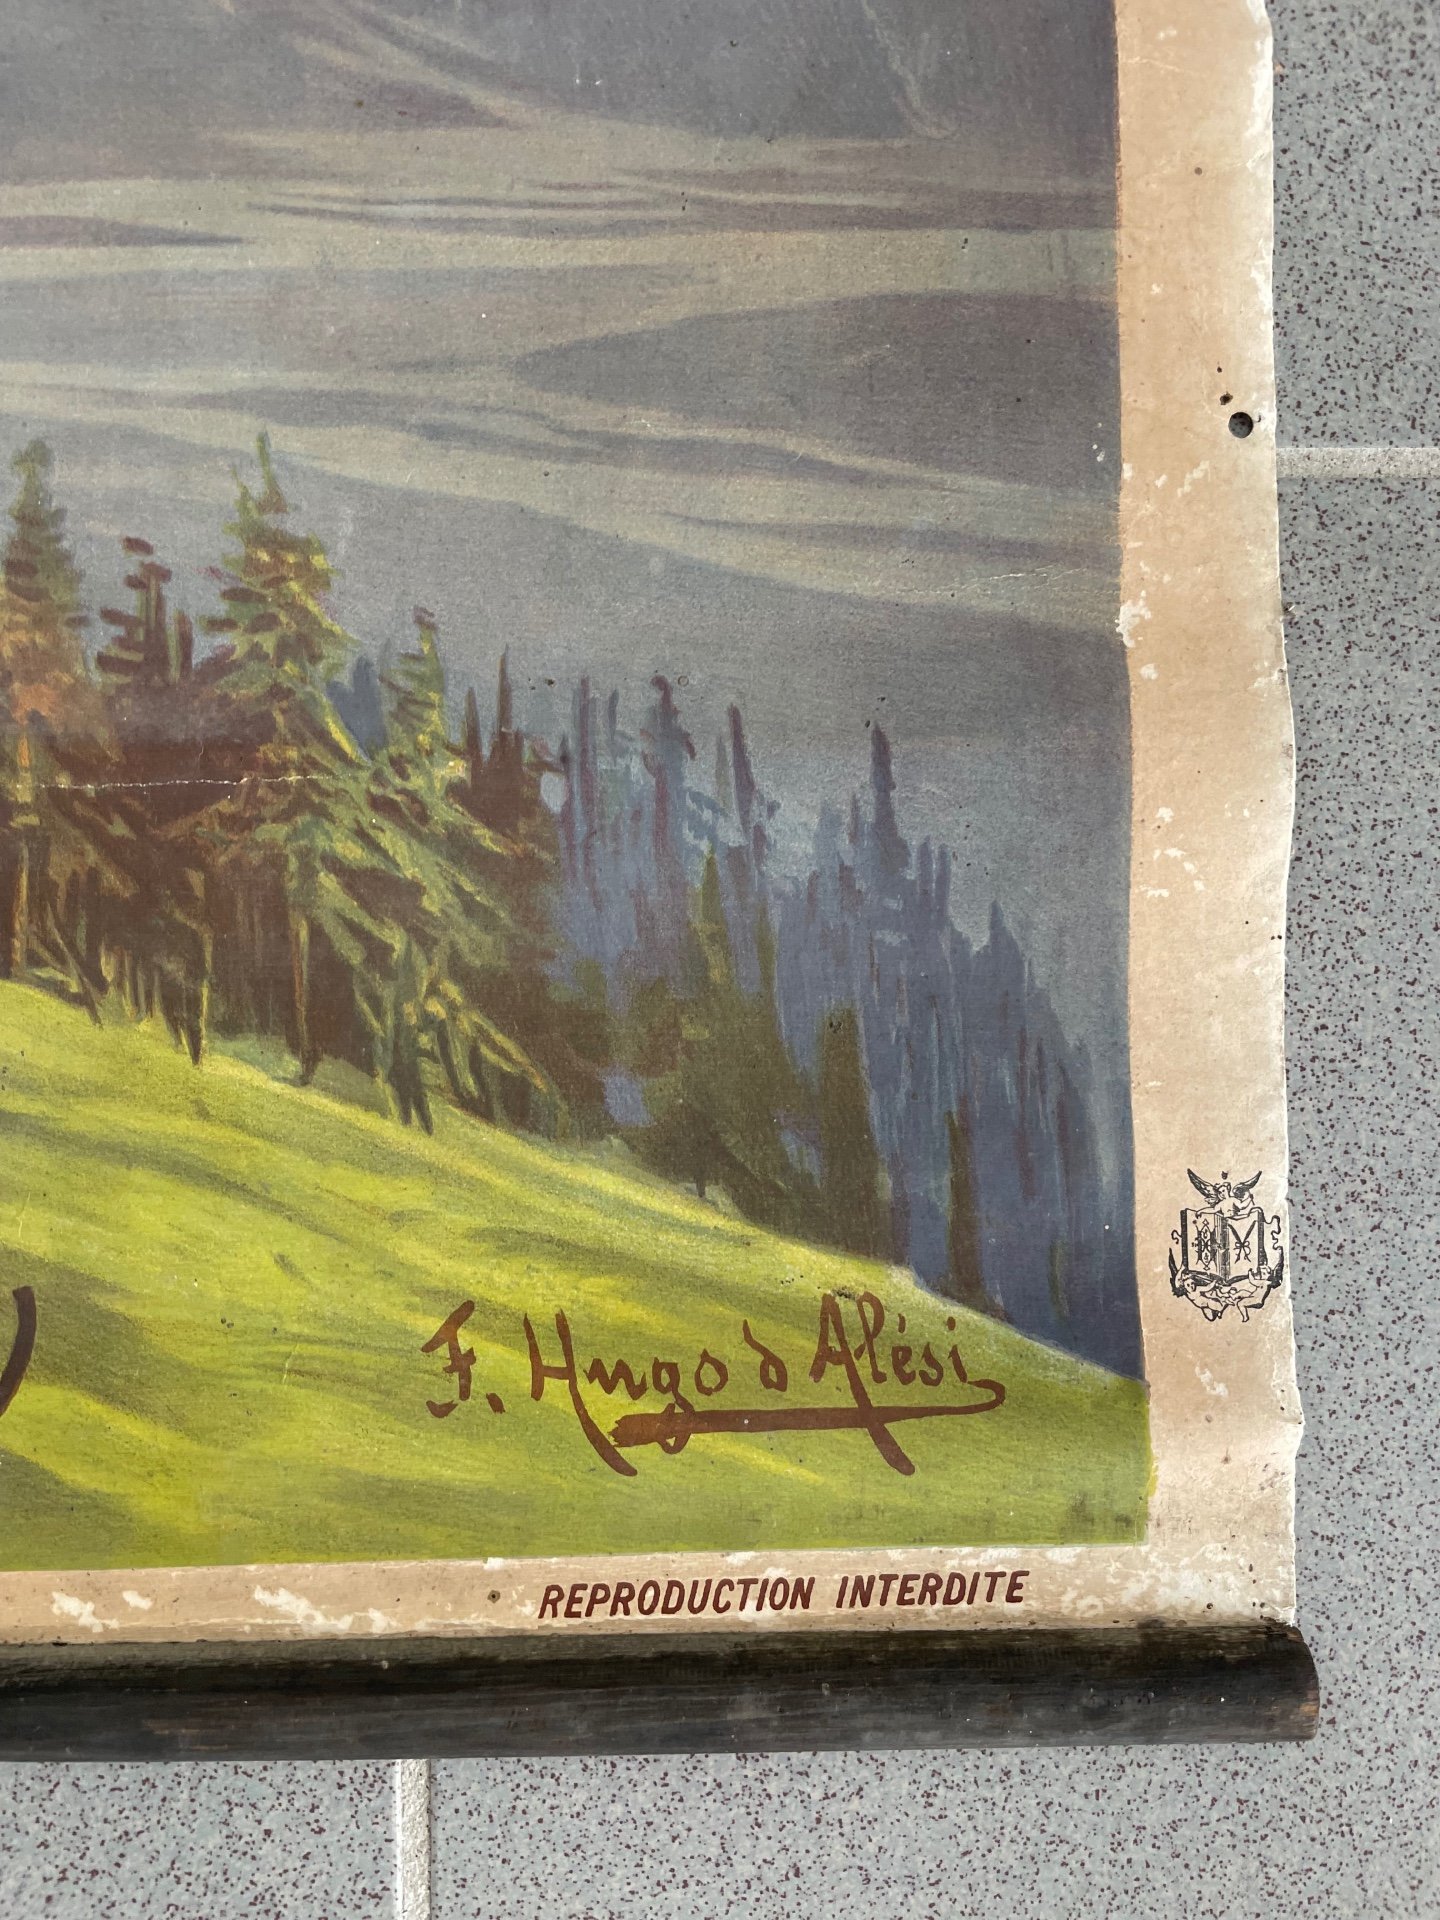 F. Hugo d'Alési
REPRODUCTION INTERDITE